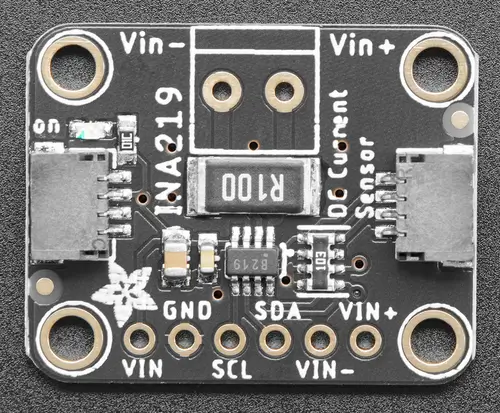 Vin-
Vin+
on
INA219
DC Current
Sensor
R100
B219
103
GND
SDA
VIN+
VIN
SCL
VIN-